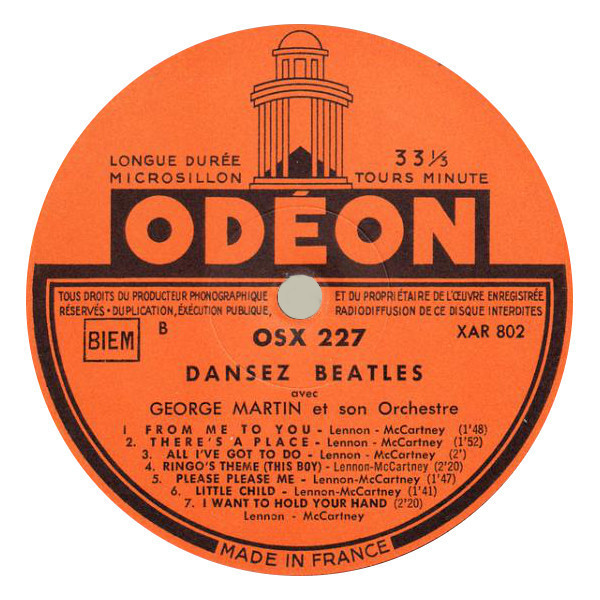 LONGUE DURÉE
MICROSILLON
33 1/3
TOURS MINUTE
ODÉON
TOUS DROITS DU PRODUCTEUR PHONOGRAPHIQUE
RÉSERVÉS • DUPLICATION, ÉXÉCUTION PUBLIQUE,
ET DU PROPRIÉTAIRE DE L'ŒUVRE ENREGISTRÉE
RADIODIFFUSION DE CE DISQUE INTERDITES
BIEM
B
OSX 227
XAR 802
DANSEZ BEATLES
avec
GEORGE MARTIN et son Orchestre
1 FROM ME TO YOU - Lennon - McCartney (1'48)
2. THERE'S A PLACE - Lennon - McCartney (1'52)
3. ALL I'VE GOT TO DO - Lennon - McCartney (2')
4. RINGO'S THEME (THIS BOY) - Lennon-McCartney (2'20)
5. PLEASE PLEASE ME - Lennon-McCartney (1'47)
6. LITTLE CHILD - Lennon-McCartney (1'41)
7. I WANT TO HOLD YOUR HAND (2'20)
Lennon - McCartney
MADE IN FRANCE